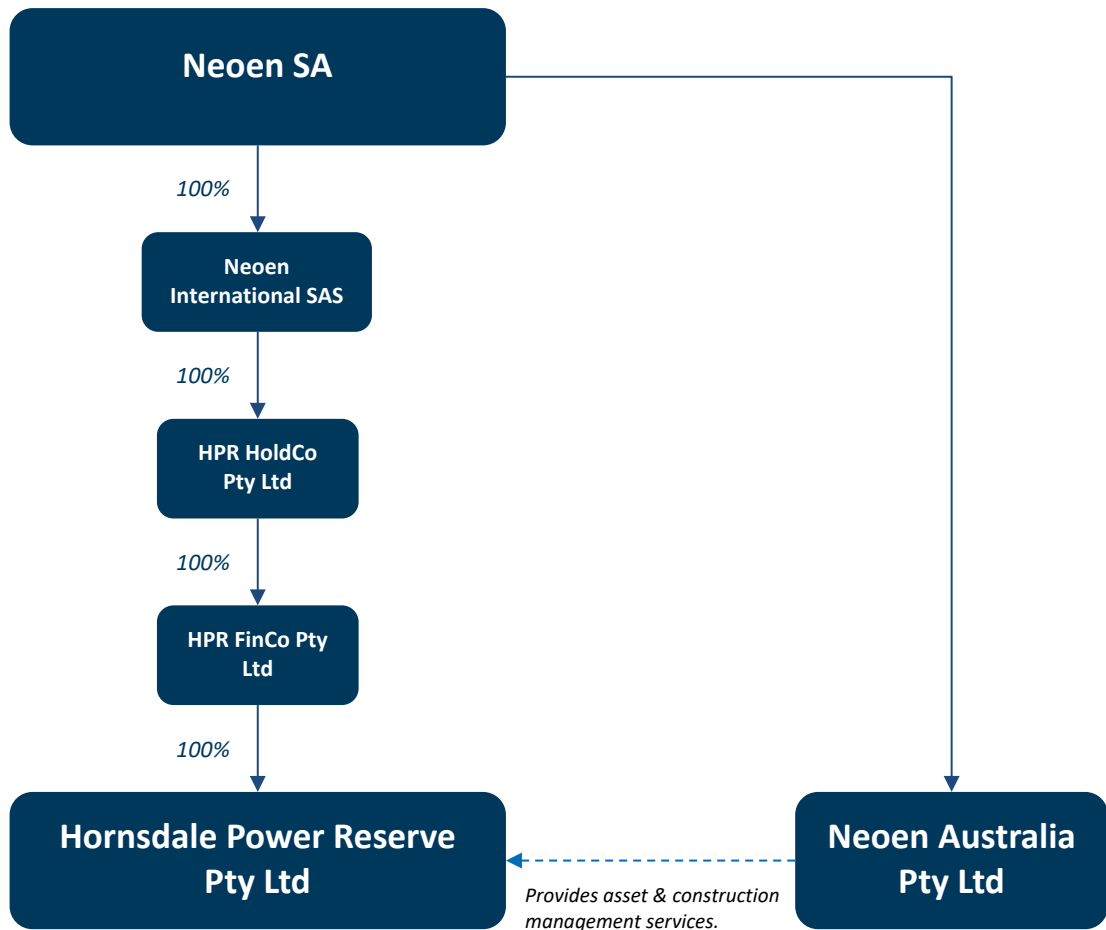 Neoen SA
100%
Neoen
International SAS
100%
HPR HoldCo
Pty Ltd
100%
HPR FinCo Pty
Ltd
100%
Hornsdale Power Reserve
Pty Ltd
Provides asset & construction
management services.
Neoen Australia
Pty Ltd